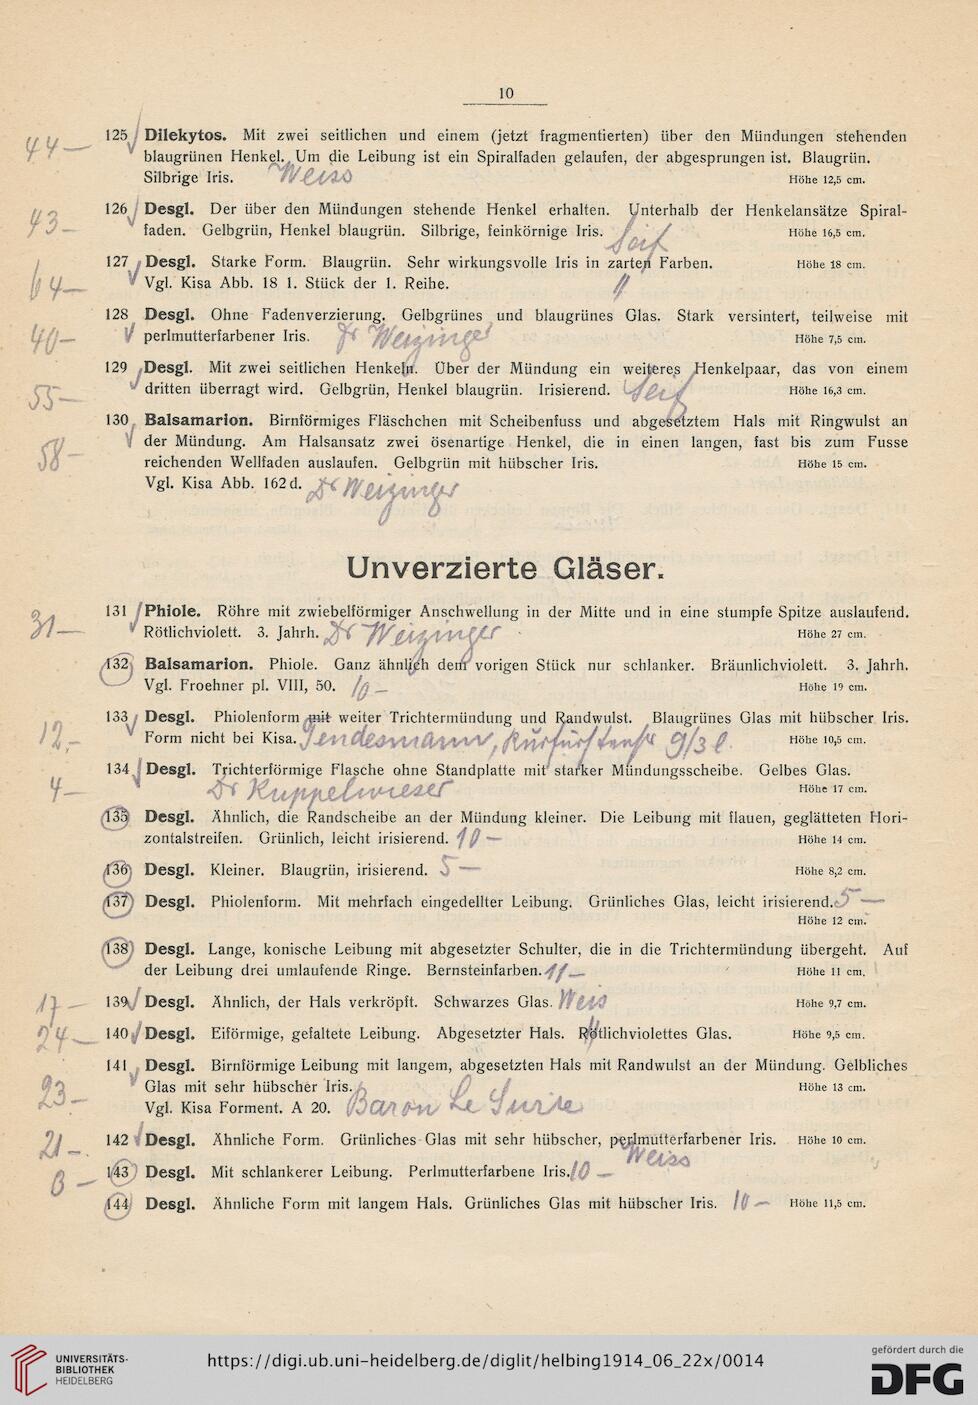 10
44— 125 Dilekytos. Mit zwei seitlichen und einem (jetzt fragmentierten) über den Mündungen stehenden
blaugrünen Henkel. Um die Leibung ist ein Spiralfaden gelaufen, der abgesprungen ist. Blaugrün.
Silbrige Iris. Weiss Höhe 12,5 cm.
43— 126 Desgl. Der über den Mündungen stehende Henkel erhalten. Unterhalb der Henkelansätze Spiral-
faden. Gelbgrün, Henkel blaugrün. Silbrige, feinkörnige Iris. Seif Höhe 16,5 cm.
64— 127 Desgl. Starke Form. Blaugrün. Sehr wirkungsvolle Iris in zarten Farben. Höhe 18 cm.
Vgl. Kisa Abb. 18 1. Stück der 1. Reihe. "
40— 128 Desgl. Ohne Fadenverzierung. Gelbgrünes und blaugrünes Glas. Stark versintert, teilweise mit
perlmutterfarbener Iris. Dr Weizinger Höhe 7,5 cm.
55— 129 Desgl. Mit zwei seitlichen Henkeln. Über der Mündung ein weiteres Henkelpaar, das von einem
dritten überragt wird. Gelbgrün, Henkel blaugrün. Irisierend. Seif Höhe 16,3 cm.
58— 130 Balsamarion. Birnförmiges Fläschchen mit Scheibenfuss und abgesetztem Hals mit Ringwulst an
der Mündung. Am Halsansatz zwei ösenartige Henkel, die in einen langen, fast bis zum Fusse
reichenden Wellfaden auslaufen. Gelbgrün mit hübscher Iris. Höhe 15 cm.
Vgl. Kisa Abb. 162d. Dr Weizinger
Unverzierte Gläser.
31— 131 Phiole. Röhre mit zwiebelförmiger Anschwellung in der Mitte und in eine stumpfe Spitze auslaufend.
Rötlichviolett. 3. Jahrh. Dr Weizinger Höhe 27 cm.
132 Balsamarion. Phiole. Ganz ähnlich dem vorigen Stück nur schlanker. Bräunlichviolett. 3. Jahrh.
Vgl. Froehner pl. VIII, 50. 10— Höhe 19 cm.
12,- 133 Desgl. Phiolenform mit weiter Trichtermündung und Randwulst. Blaugrünes Glas mit hübscher Iris.
Form nicht bei Kisa. 9/3 l. Höhe 10,5 cm.
4— 134 Desgl. Trichterförmige Flasche ohne Standplatte mit starker Mündungsscheibe. Gelbes Glas.
Dr Kuppelwieser Höhe 17 cm.
135 Desgl. Ähnlich, die Randscheibe an der Mündung kleiner. Die Leibung mit flauen, geglätteten Hori-
zontalstreifen. Grünlich, leicht irisierend. 10— Höhe 14 cm.
136 Desgl. Kleiner. Blaugrün, irisierend. 5— Höhe 8,2 cm.
137 Desgl. Phiolenform. Mit mehrfach eingedellter Leibung. Grünliches Glas, leicht irisierend. 5—
Höhe 12 cm.
138 Desgl. Lange, konische Leibung mit abgesetzter Schulter, die in die Trichtermündung übergeht. Auf
der Leibung drei umlaufende Ringe. Bernsteinfarben. 11— Höhe 11 cm.
17— 139 Desgl. Ähnlich, der Hals verkröpft. Schwarzes Glas. Weis Höhe 9,7 cm.
24— 140 Desgl. Eiförmige, gefaltete Leibung. Abgesetzter Hals. Rötlichviolettes Glas. " Höhe 9,5 cm.
141 Desgl. Birnförmige Leibung mit langem, abgesetzten Hals mit Randwulst an der Mündung. Gelbliches
23— Glas mit sehr hübscher Iris. Höhe 13 cm.
Vgl. Kisa Forment. A 20. Baron Le Suire
21—. 142 Desgl. Ähnliche Form. Grünliches Glas mit sehr hübscher, perlmutterfarbener Iris. Höhe 10 cm.
Weiss
143 Desgl. Mit schlankerer Leibung. Perlmutterfarbene Iris. 10—
144 Desgl. Ähnliche Form mit langem Hals. Grünliches Glas mit hübscher Iris. 10— Höhe 11,5 cm.
UNIVERSITÄTS-
BIBLIOTHEK
HEIDELBERG
https://digi.ub.uni-heidelberg.de/diglit/helbing1914_06_22x/0014
gefördert durch die
DFG